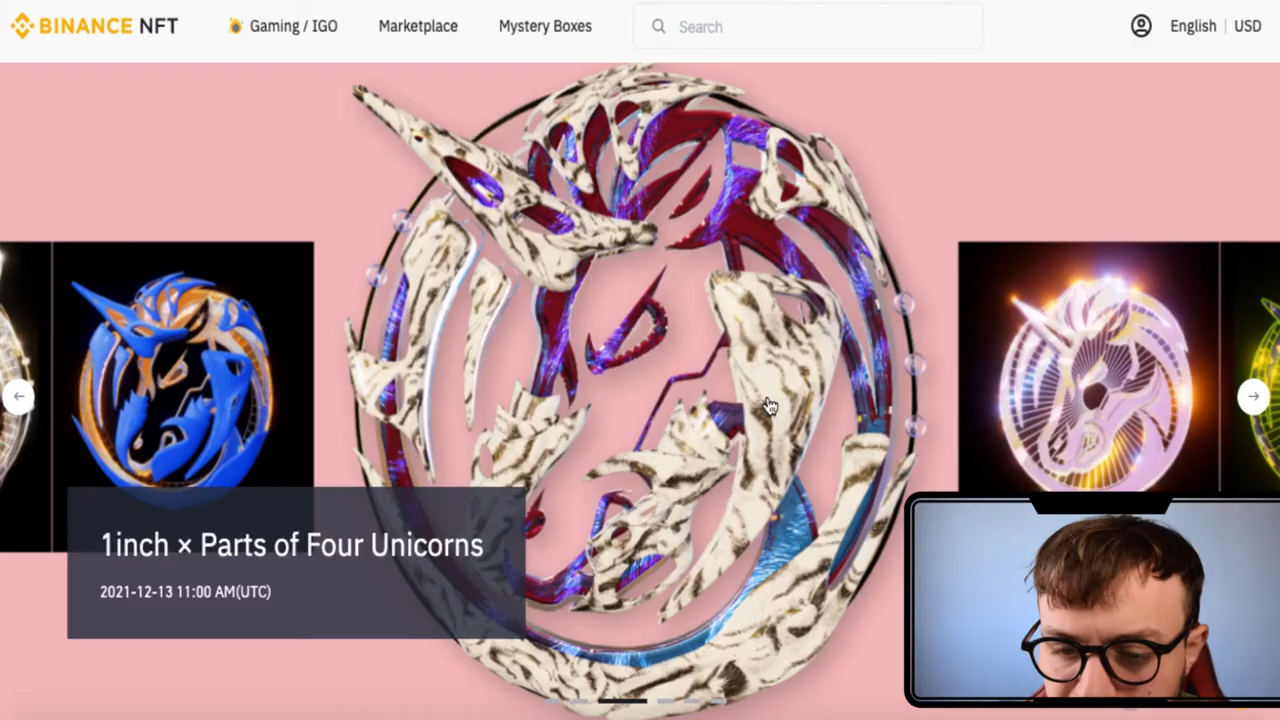 BINANCE NFT
Gaming / IGO
Marketplace
Mystery Boxes
Search
English | USD
1inch × Parts of Four Unicorns
2021-12-13 11:00 AM(UTC)